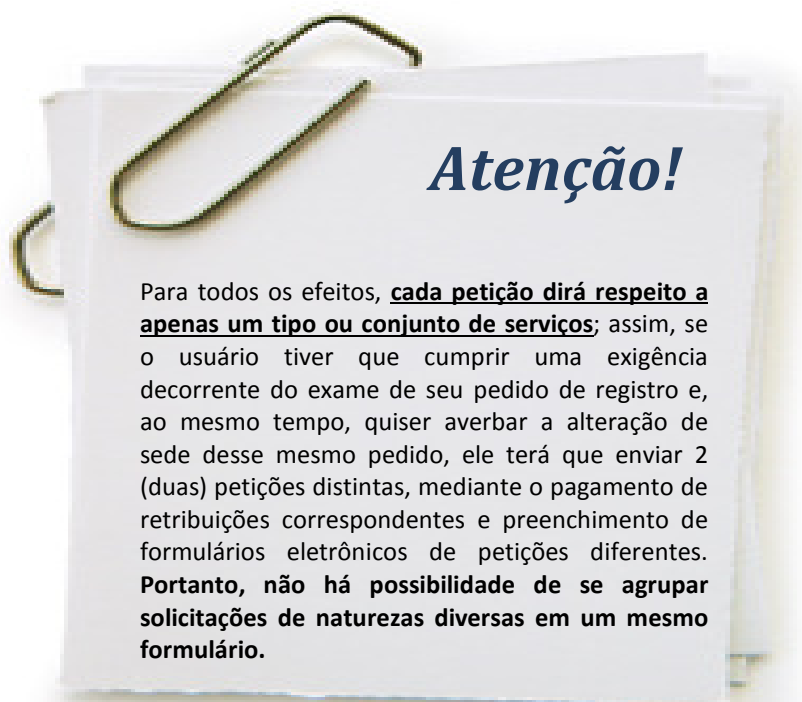 Atenção!
Para todos os efeitos, cada petição dirá respeito a
apenas um tipo ou conjunto de serviços; assim, se
o usuário tiver que cumprir uma exigência
decorrente do exame de seu pedido de registro e,
ao mesmo tempo, quiser averbar a alteração de
sede desse mesmo pedido, ele terá que enviar 2
(duas) petições distintas, mediante o pagamento de
retribuições correspondentes e preenchimento de
formulários eletrônicos de petições diferentes.
Portanto, não há possibilidade de se agrupar
solicitações de naturezas diversas em um mesmo
formulário.